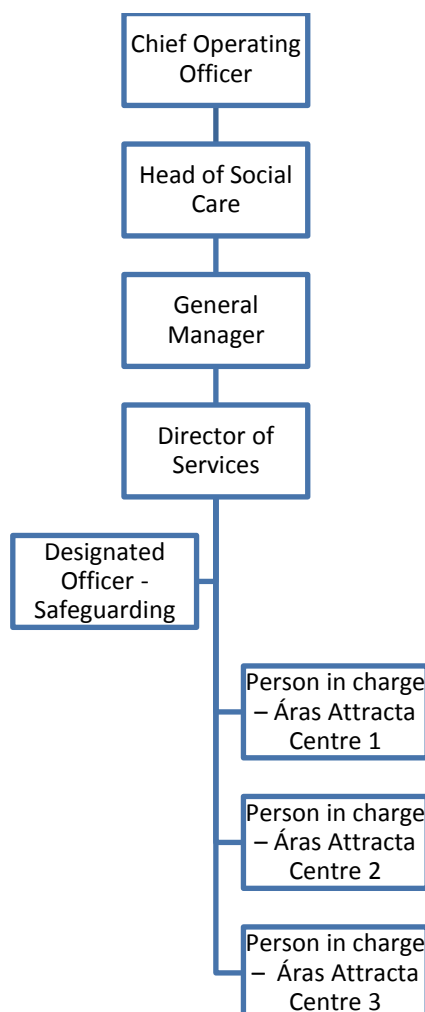 Chief Operating
Officer
Head of Social
Care
General
Manager
Director of
Services
Designated
Officer -
Safeguarding
Person in charge
– Áras Attracta
Centre 1
Person in charge
– Áras Attracta
Centre 2
Person in charge
– Áras Attracta
Centre 3